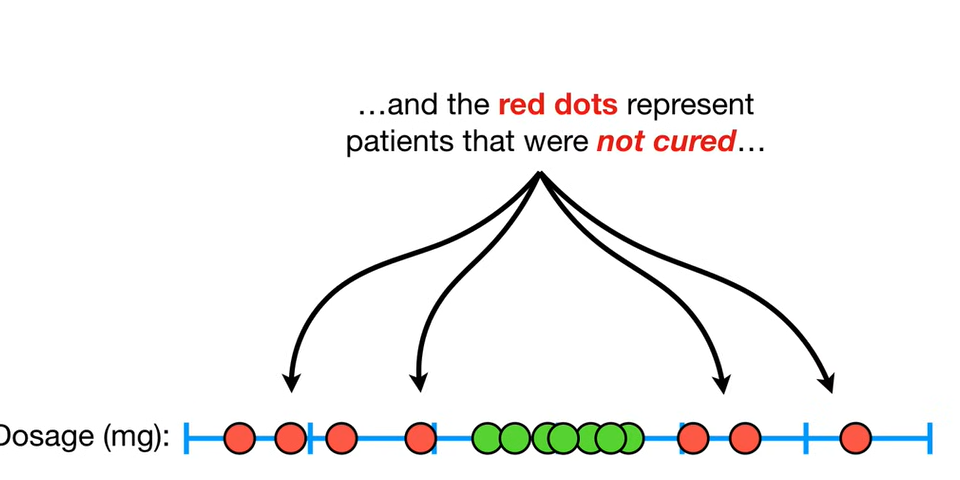 …and the red dots represent
patients that were not cured…
Dosage (mg):